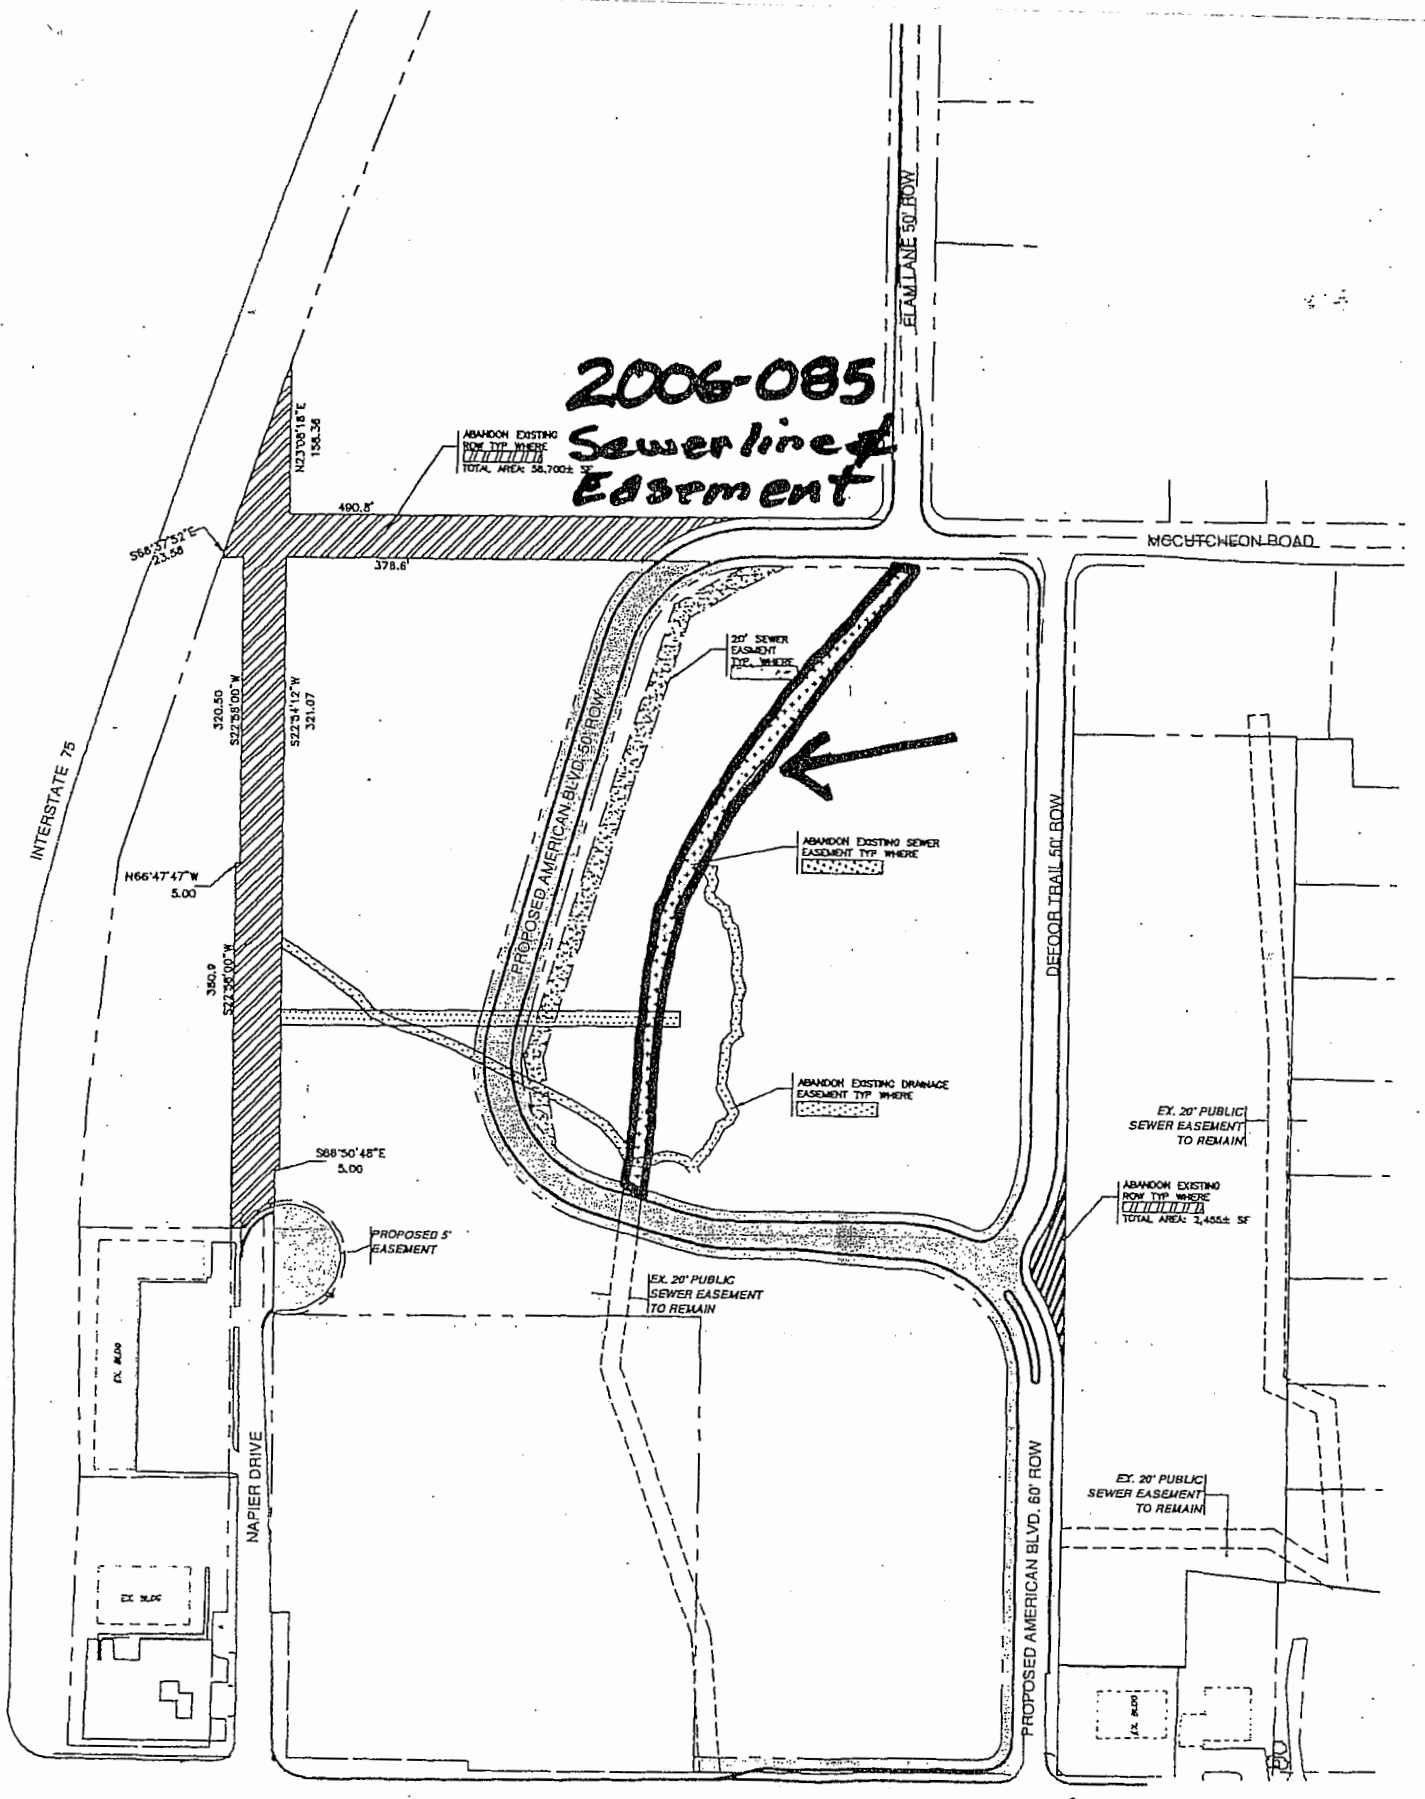 ELAM LANE 50' ROW
2006-085
Sewerline &
Easement
ABANDON EXISTING
ROW TYP WHERE
TOTAL AREA: 58,700± SF
N23°08'18"E
158.36
490.8'
S68°37'52"E
23.58
378.6'
MCCUTCHEON ROAD
20' SEWER
EASMENT
TYP. WHERE
320.50
S22°58'00"W
S22°54'12"W
321.07
PROPOSED AMERICAN BLVD. 50' ROW
INTERSTATE 75
DEFOOR TRAIL 50' ROW
ABANDON EXISTING SEWER
EASEMENT TYP WHERE
N66°47'47"W
5.00
350.9
S22°58'00"W
ABANDON EXISTING DRAINAGE
EASEMENT TYP WHERE
EX. 20' PUBLIC
SEWER EASEMENT
TO REMAIN
S88°50'48"E
5.00
ABANDON EXISTING
ROW TYP WHERE
TOTAL AREA: 2,455± SF
PROPOSED 5'
EASEMENT
EX. 20' PUBLIC
SEWER EASEMENT
TO REMAIN
EX. BLDG
NAPIER DRIVE
EX. 20' PUBLIC
SEWER EASEMENT
TO REMAIN
PROPOSED AMERICAN BLVD. 60' ROW
EX. BLDG
EX. BLDG